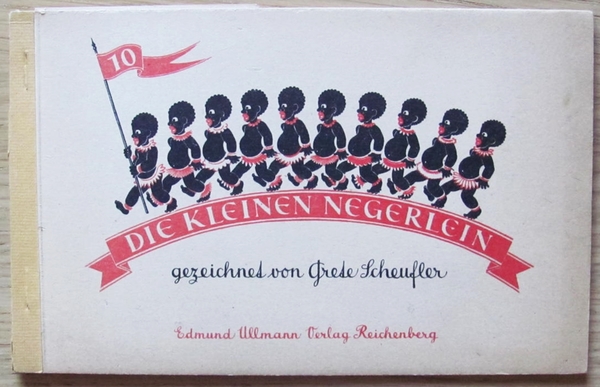 10
DIE KLEINEN NEGERLEIN
gezeichnet von Grete Scheufler
Edmund Ullmann Verlag Reichenberg